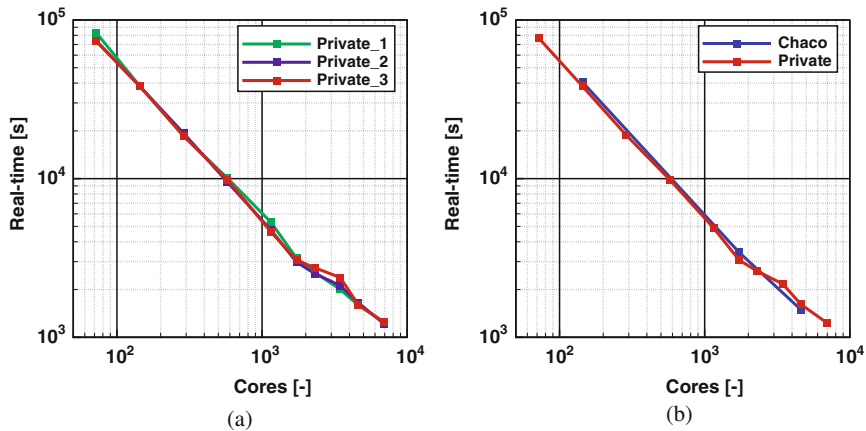 10^5
10^4
10^3
Real-time [s]
Private_1
Private_2
Private_3
10^2
10^3
10^4
Cores [-]
(a)
10^5
10^4
10^3
Real-time [s]
Chaco
Private
10^2
10^3
10^4
Cores [-]
(b)